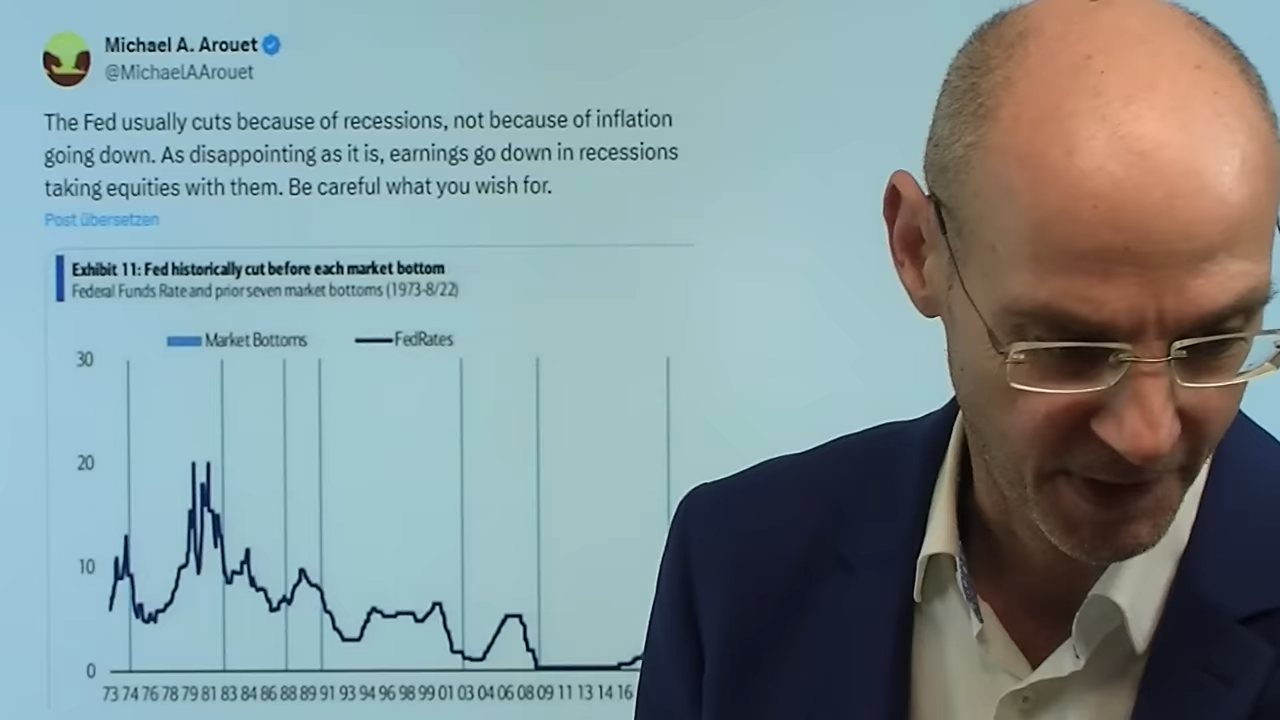 Michael A. Arouet
@MichaelAArouet
The Fed usually cuts because of recessions, not because of inflation
going down. As disappointing as it is, earnings go down in recessions
taking equities with them. Be careful what you wish for.
Post übersetzen
Exhibit 11: Fed historically cut before each market bottom
Federal Funds Rate and prior seven market bottoms (1973-8/22)
Market Bottoms FedRates
30
20
10
0
73 74 76 78 79 81 83 84 86 88 89 91 93 94 96 98 99 01 03 04 06 08 09 11 13 14 16